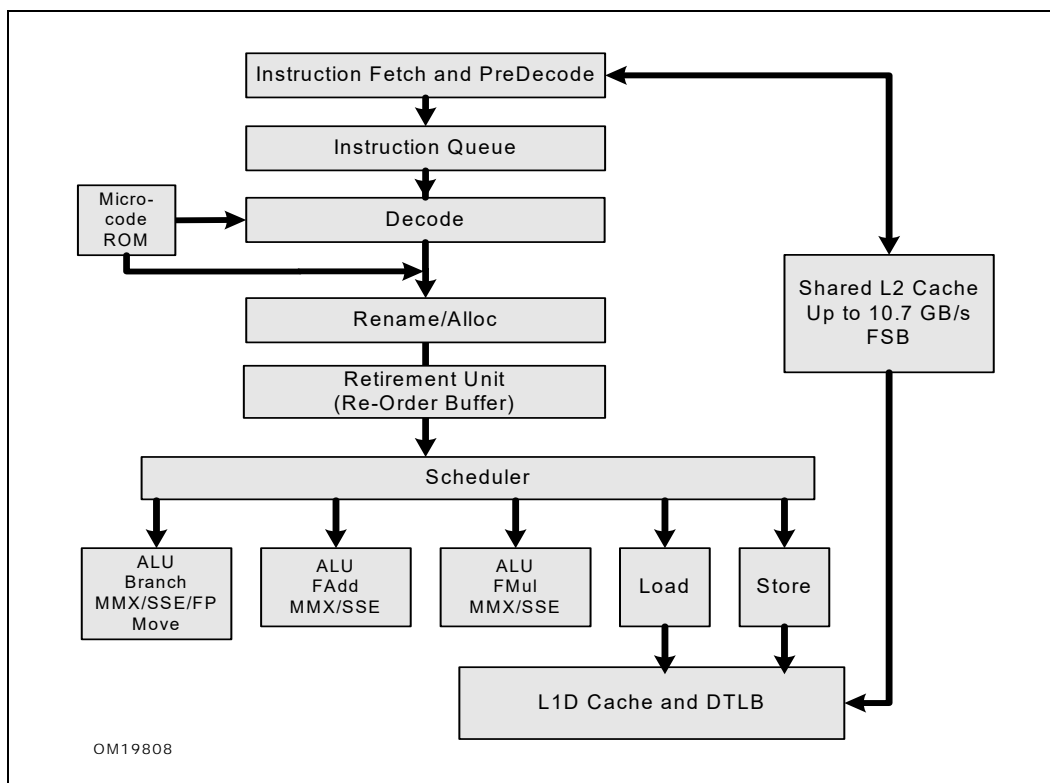 Instruction Fetch and PreDecode
Instruction Queue
Micro-
code
ROM
Decode
Shared L2 Cache
Up to 10.7 GB/s
FSB
Rename/Alloc
Retirement Unit
(Re-Order Buffer)
Scheduler
ALU
Branch
MMX/SSE/FP
Move
ALU
FAdd
MMX/SSE
ALU
FMul
MMX/SSE
Load
Store
L1D Cache and DTLB
OM19808